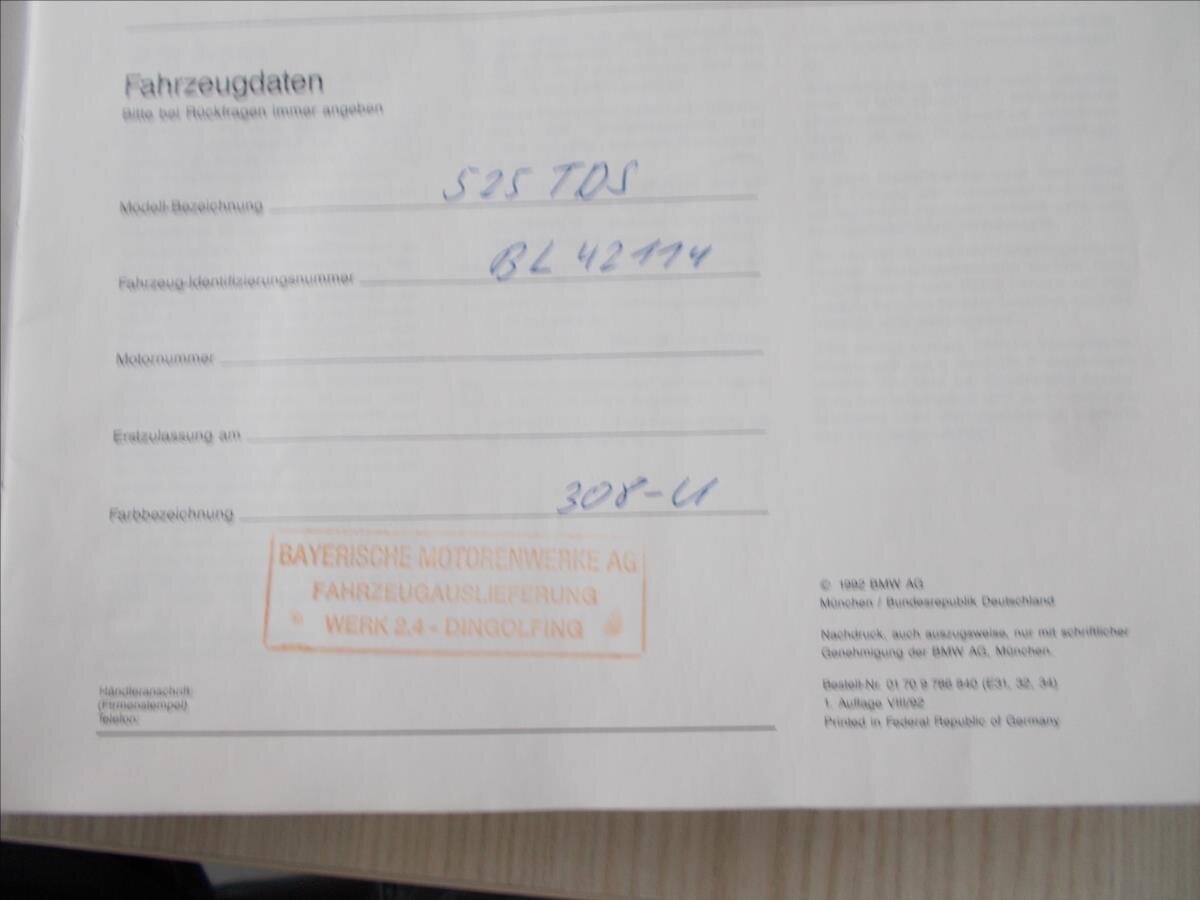 Fahrzeugdaten
Bitte bei Rückfragen immer angeben
Modell-Bezeichnung 525 TDS
Fahrzeug-Identifizierungsnummer BL 42114
Motornummer
Erstzulassung am
Farbbezeichnung 308-U
BAYERISCHE MOTORENWERKE AG
FAHRZEUGAUSLIEFERUNG
WERK 2.4 - DINGOLFING
Händleranschrift:
(Firmenstempel)
Telefon:
© 1992 BMW AG
München / Bundesrepublik Deutschland
Nachdruck, auch auszugsweise, nur mit schriftlicher
Genehmigung der BMW AG, München.
Bestell-Nr. 01 70 9 786 840 (E31, 32, 34)
1. Auflage VIII/92
Printed in Federal Republic of Germany